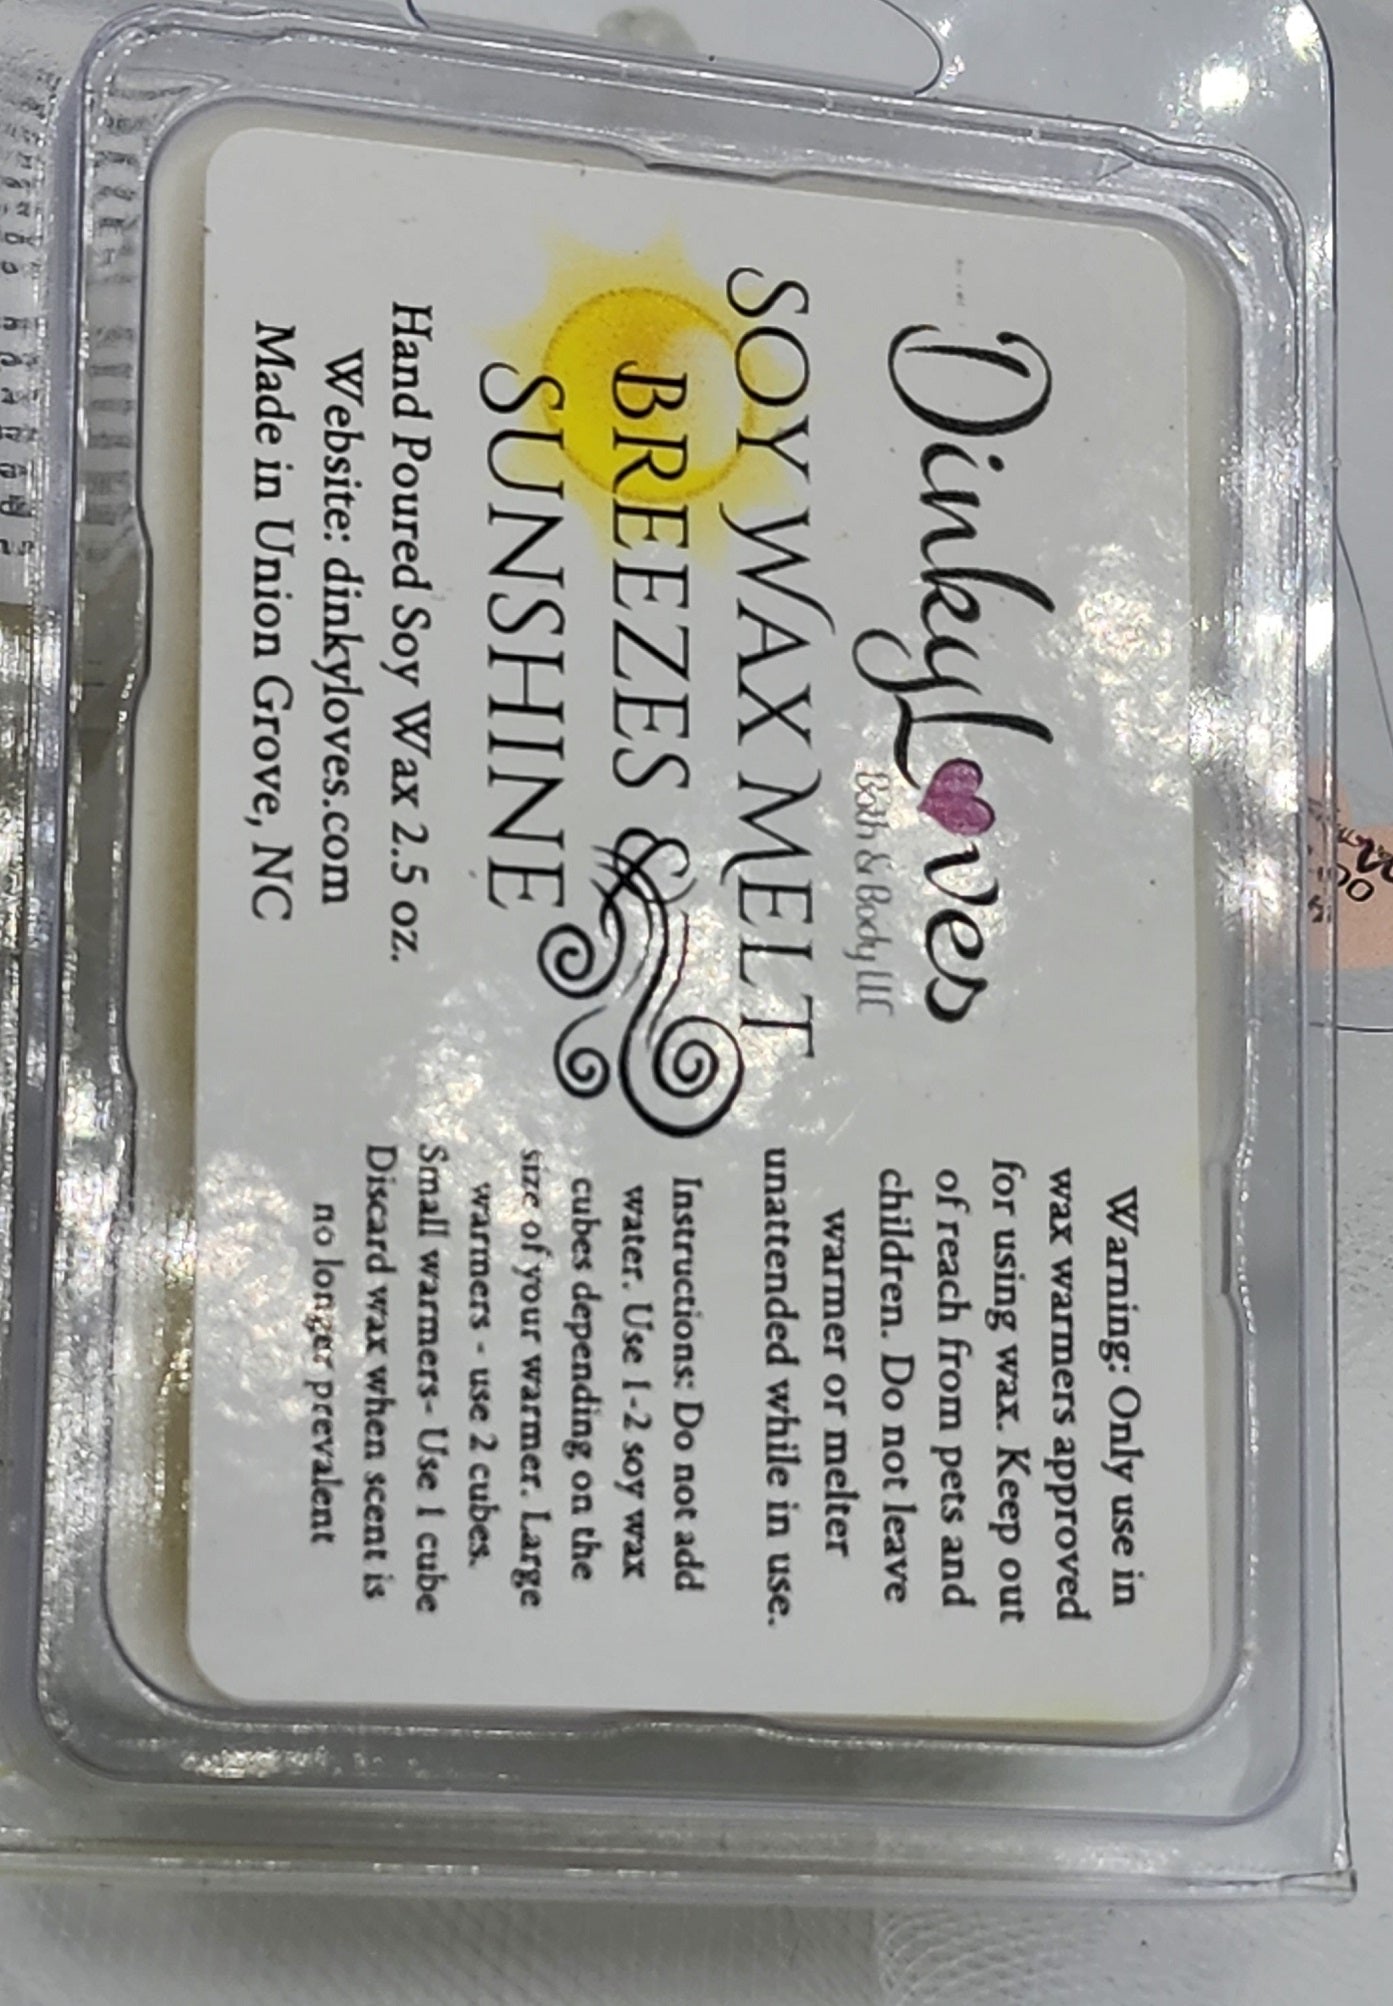 DinkyLoves
Bath & Body LLC
SOY WAX MELT
BREEZES &
SUNSHINE
Hand Poured Soy Wax 2.5 oz.
Website: dinkyloves.com
Made in Union Grove, NC
Warning: Only use in
wax warmers approved
for using wax. Keep out
of reach from pets and
children. Do not leave
warmer or melter
unattended while in use.
Instructions: Do not add
water. Use 1-2 soy wax
cubes depending on the
size of your warmer. Large
warmers - use 2 cubes.
Small warmers- Use 1 cube
Discard wax when scent is
no longer prevalent